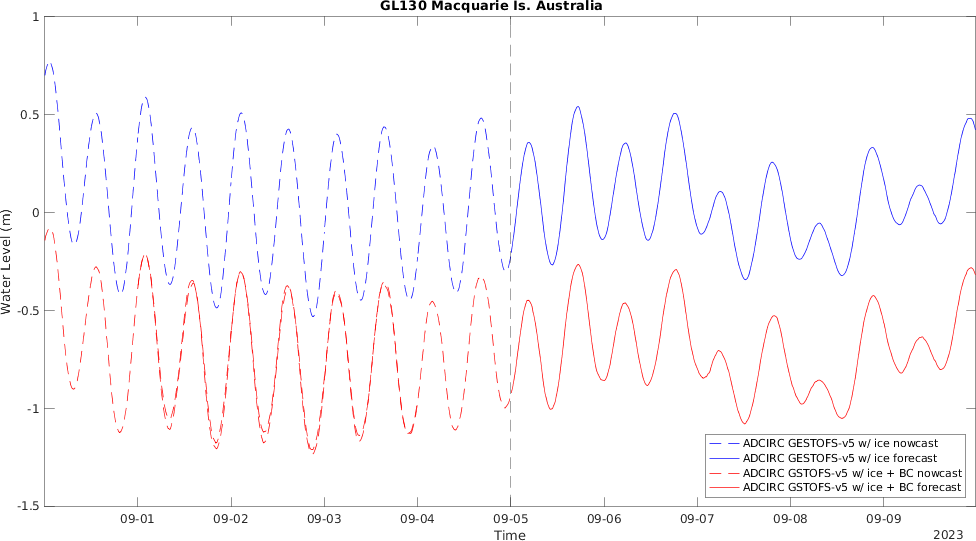 GL130 Macquarie Is. Australia
1
0.5
0
-0.5
-1
-1.5
Water Level (m)
ADCIRC GESTOFS-v5 w/ ice nowcast
ADCIRC GESTOFS-v5 w/ ice forecast
ADCIRC GSTOFS-v5 w/ ice + BC nowcast
ADCIRC GSTOFS-v5 w/ ice + BC forecast
09-01 09-02 09-03 09-04 09-05 09-06 09-07 09-08 09-09
Time
2023